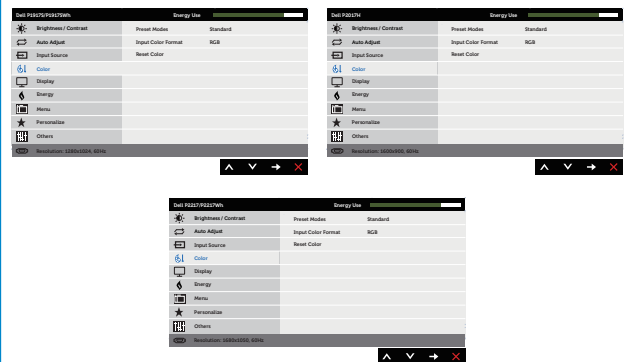 Dell P1917S/P1917SWh Energy Use
Brightness / Contrast Preset Modes Standard
Auto Adjust Input Color Format RGB
Input Source Reset Color
Color
Display
Energy
Menu
Personalize
Others
Resolution: 1280x1024, 60Hz
Dell P2017H Energy Use
Brightness / Contrast Preset Modes Standard
Auto Adjust Input Color Format RGB
Input Source Reset Color
Color
Display
Energy
Menu
Personalize
Others
Resolution: 1600x900, 60Hz
Dell P2217/P2217Wh Energy Use
Brightness / Contrast Preset Modes Standard
Auto Adjust Input Color Format RGB
Input Source Reset Color
Color
Display
Energy
Menu
Personalize
Others
Resolution: 1680x1050, 60Hz